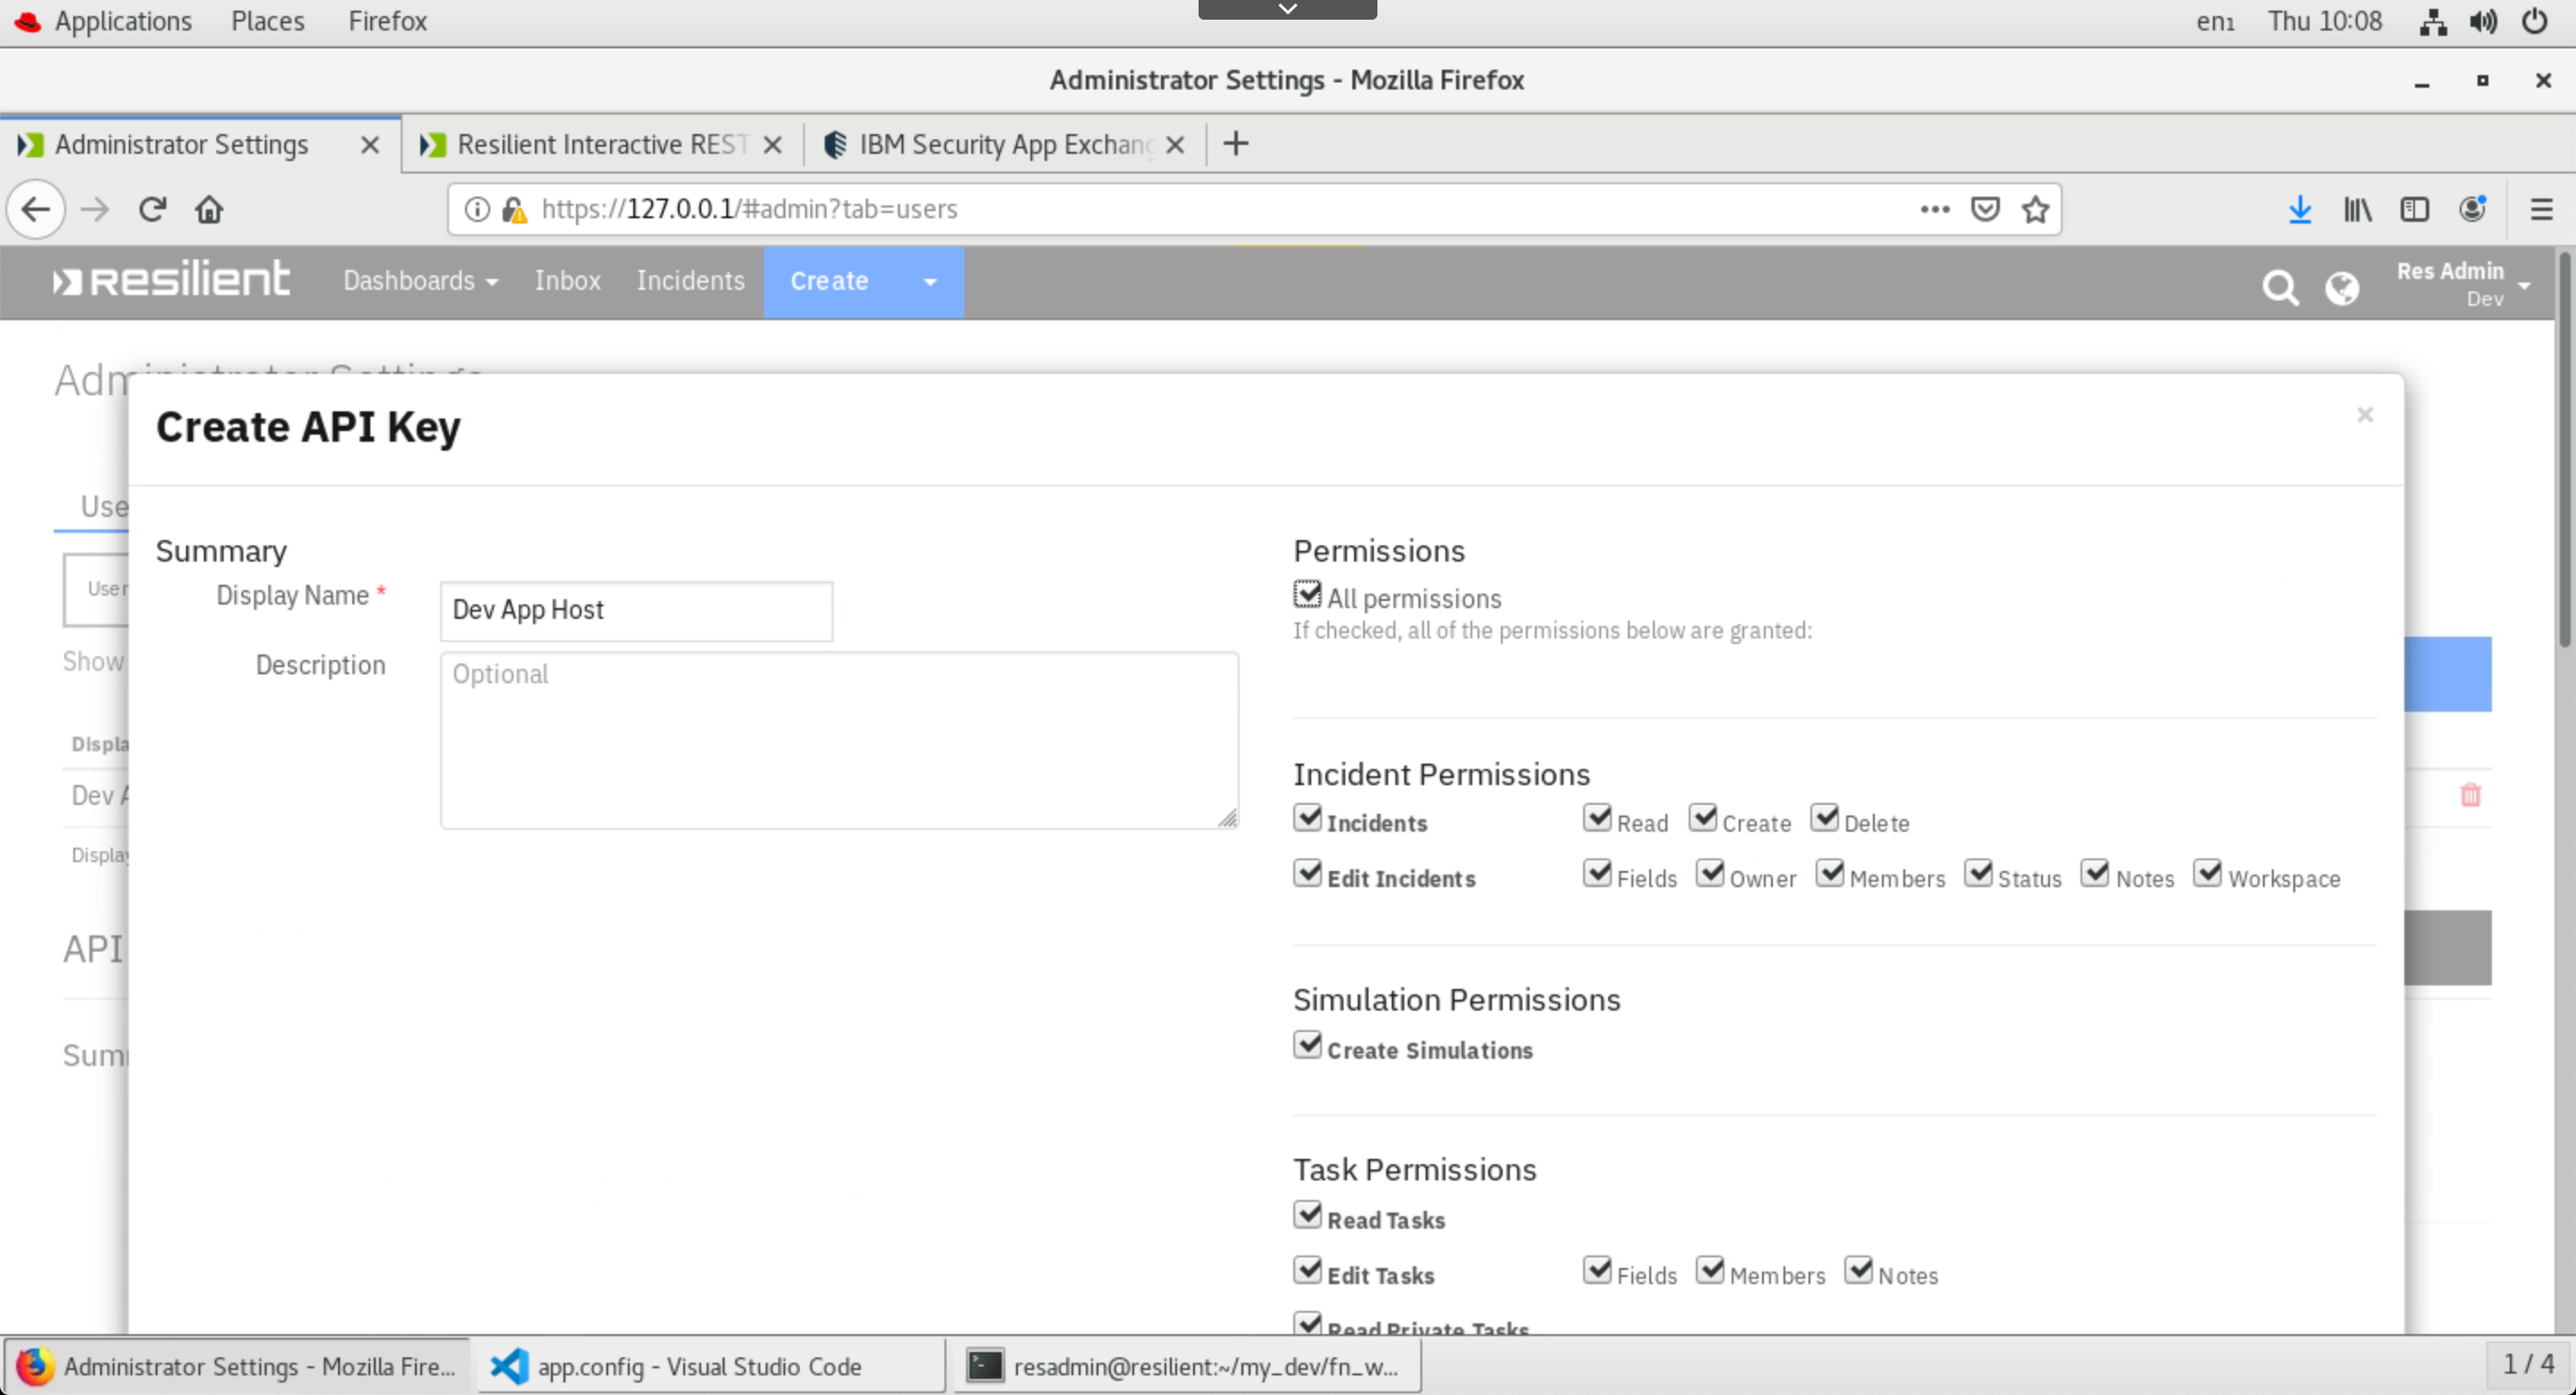 Applications Places Firefox en1 Thu 10:08
Administrator Settings - Mozilla Firefox
Administrator Settings Resilient Interactive REST IBM Security App Exchang
https://127.0.0.1/#admin?tab=users
resilient Dashboards Inbox Incidents Create Res Admin
Dev
Administrator Settings
Create API Key
Use
Summary Permissions
Display Name * Dev App Host All permissions
User
If checked, all of the permissions below are granted:
Show Description Optional
Displa
Incident Permissions
Dev A
Incidents Read Create Delete
Display
Edit Incidents Fields Owner Members Status Notes Workspace
API
Simulation Permissions
Sum
Create Simulations
Task Permissions
Read Tasks
Edit Tasks Fields Members Notes
Read Private Tasks
Administrator Settings - Mozilla Fire... app.config - Visual Studio Code resadmin@resilient:~/my_dev/fn_w... 1 / 4